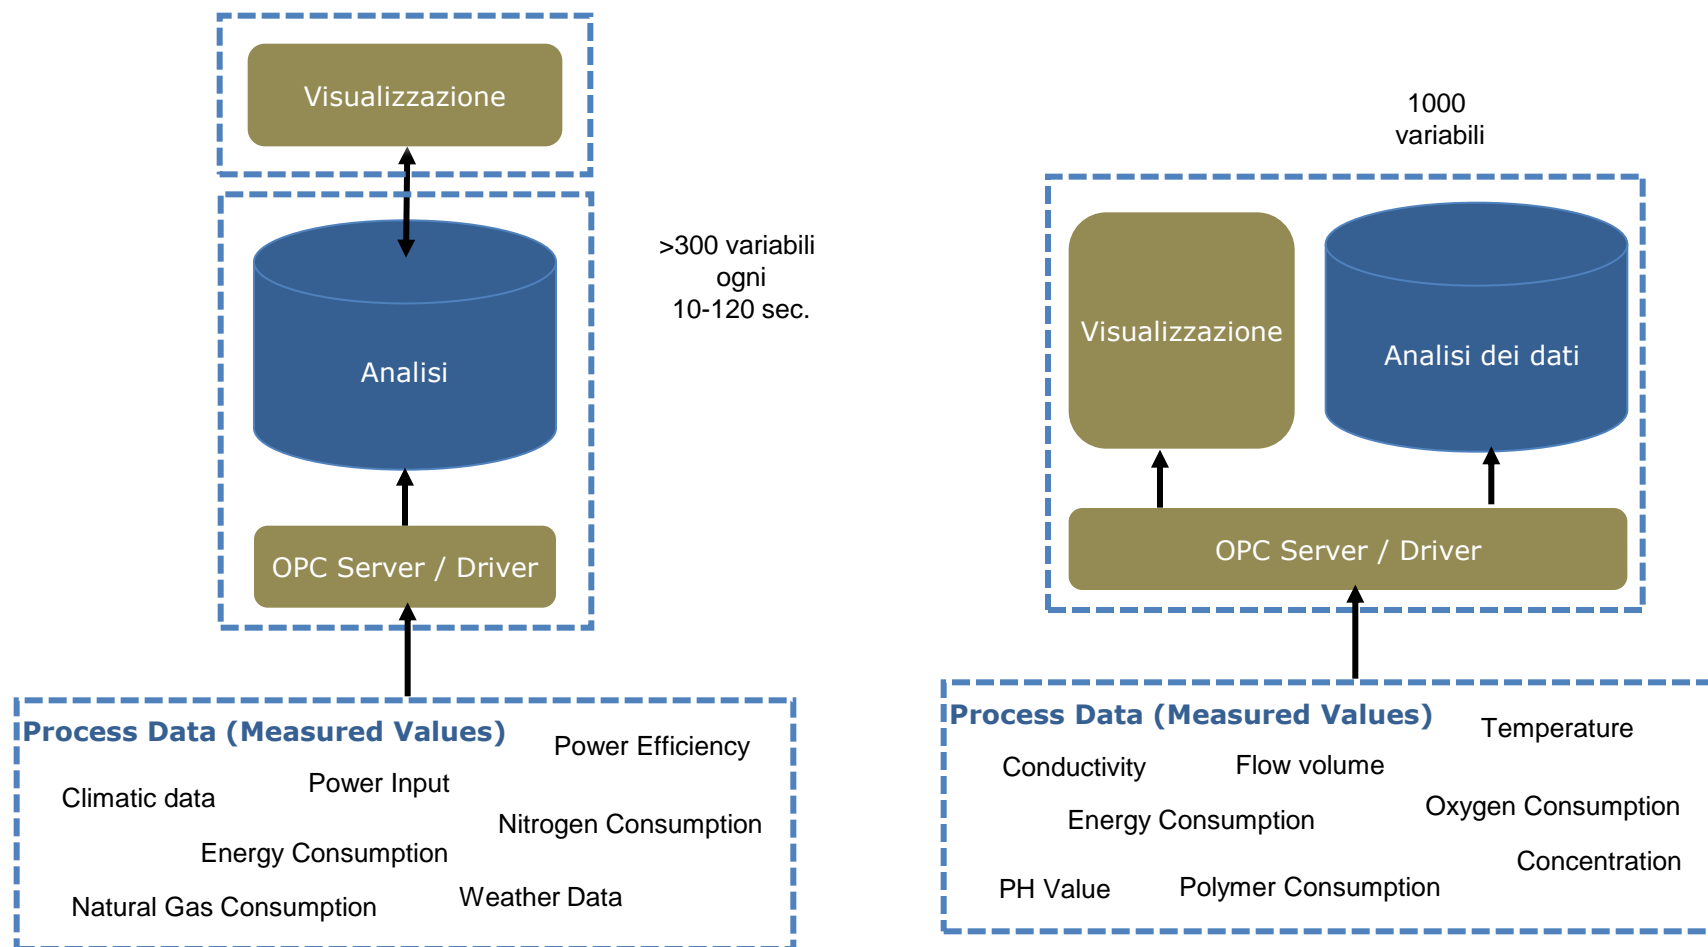 Visualizzazione
Analisi
OPC Server / Driver
>300 variabili
ogni
10-120 sec.
Process Data (Measured Values)
Power Efficiency
Power Input
Climatic data
Nitrogen Consumption
Energy Consumption
Weather Data
Natural Gas Consumption
1000
variabili
Visualizzazione
Analisi dei dati
OPC Server / Driver
Process Data (Measured Values)
Temperature
Conductivity
Flow volume
Oxygen Consumption
Energy Consumption
Concentration
PH Value
Polymer Consumption